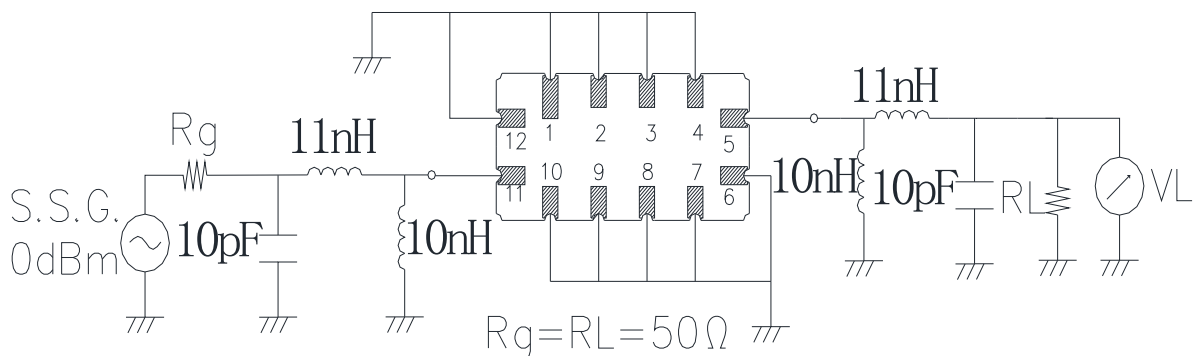 11nH
Rg
11nH
12 1 2 3 4 5
S.S.G.
0dBm
10pF
10nH
11 10 9 8 7 6
10nH
10pF
RL
VL
Rg=RL=50Ω